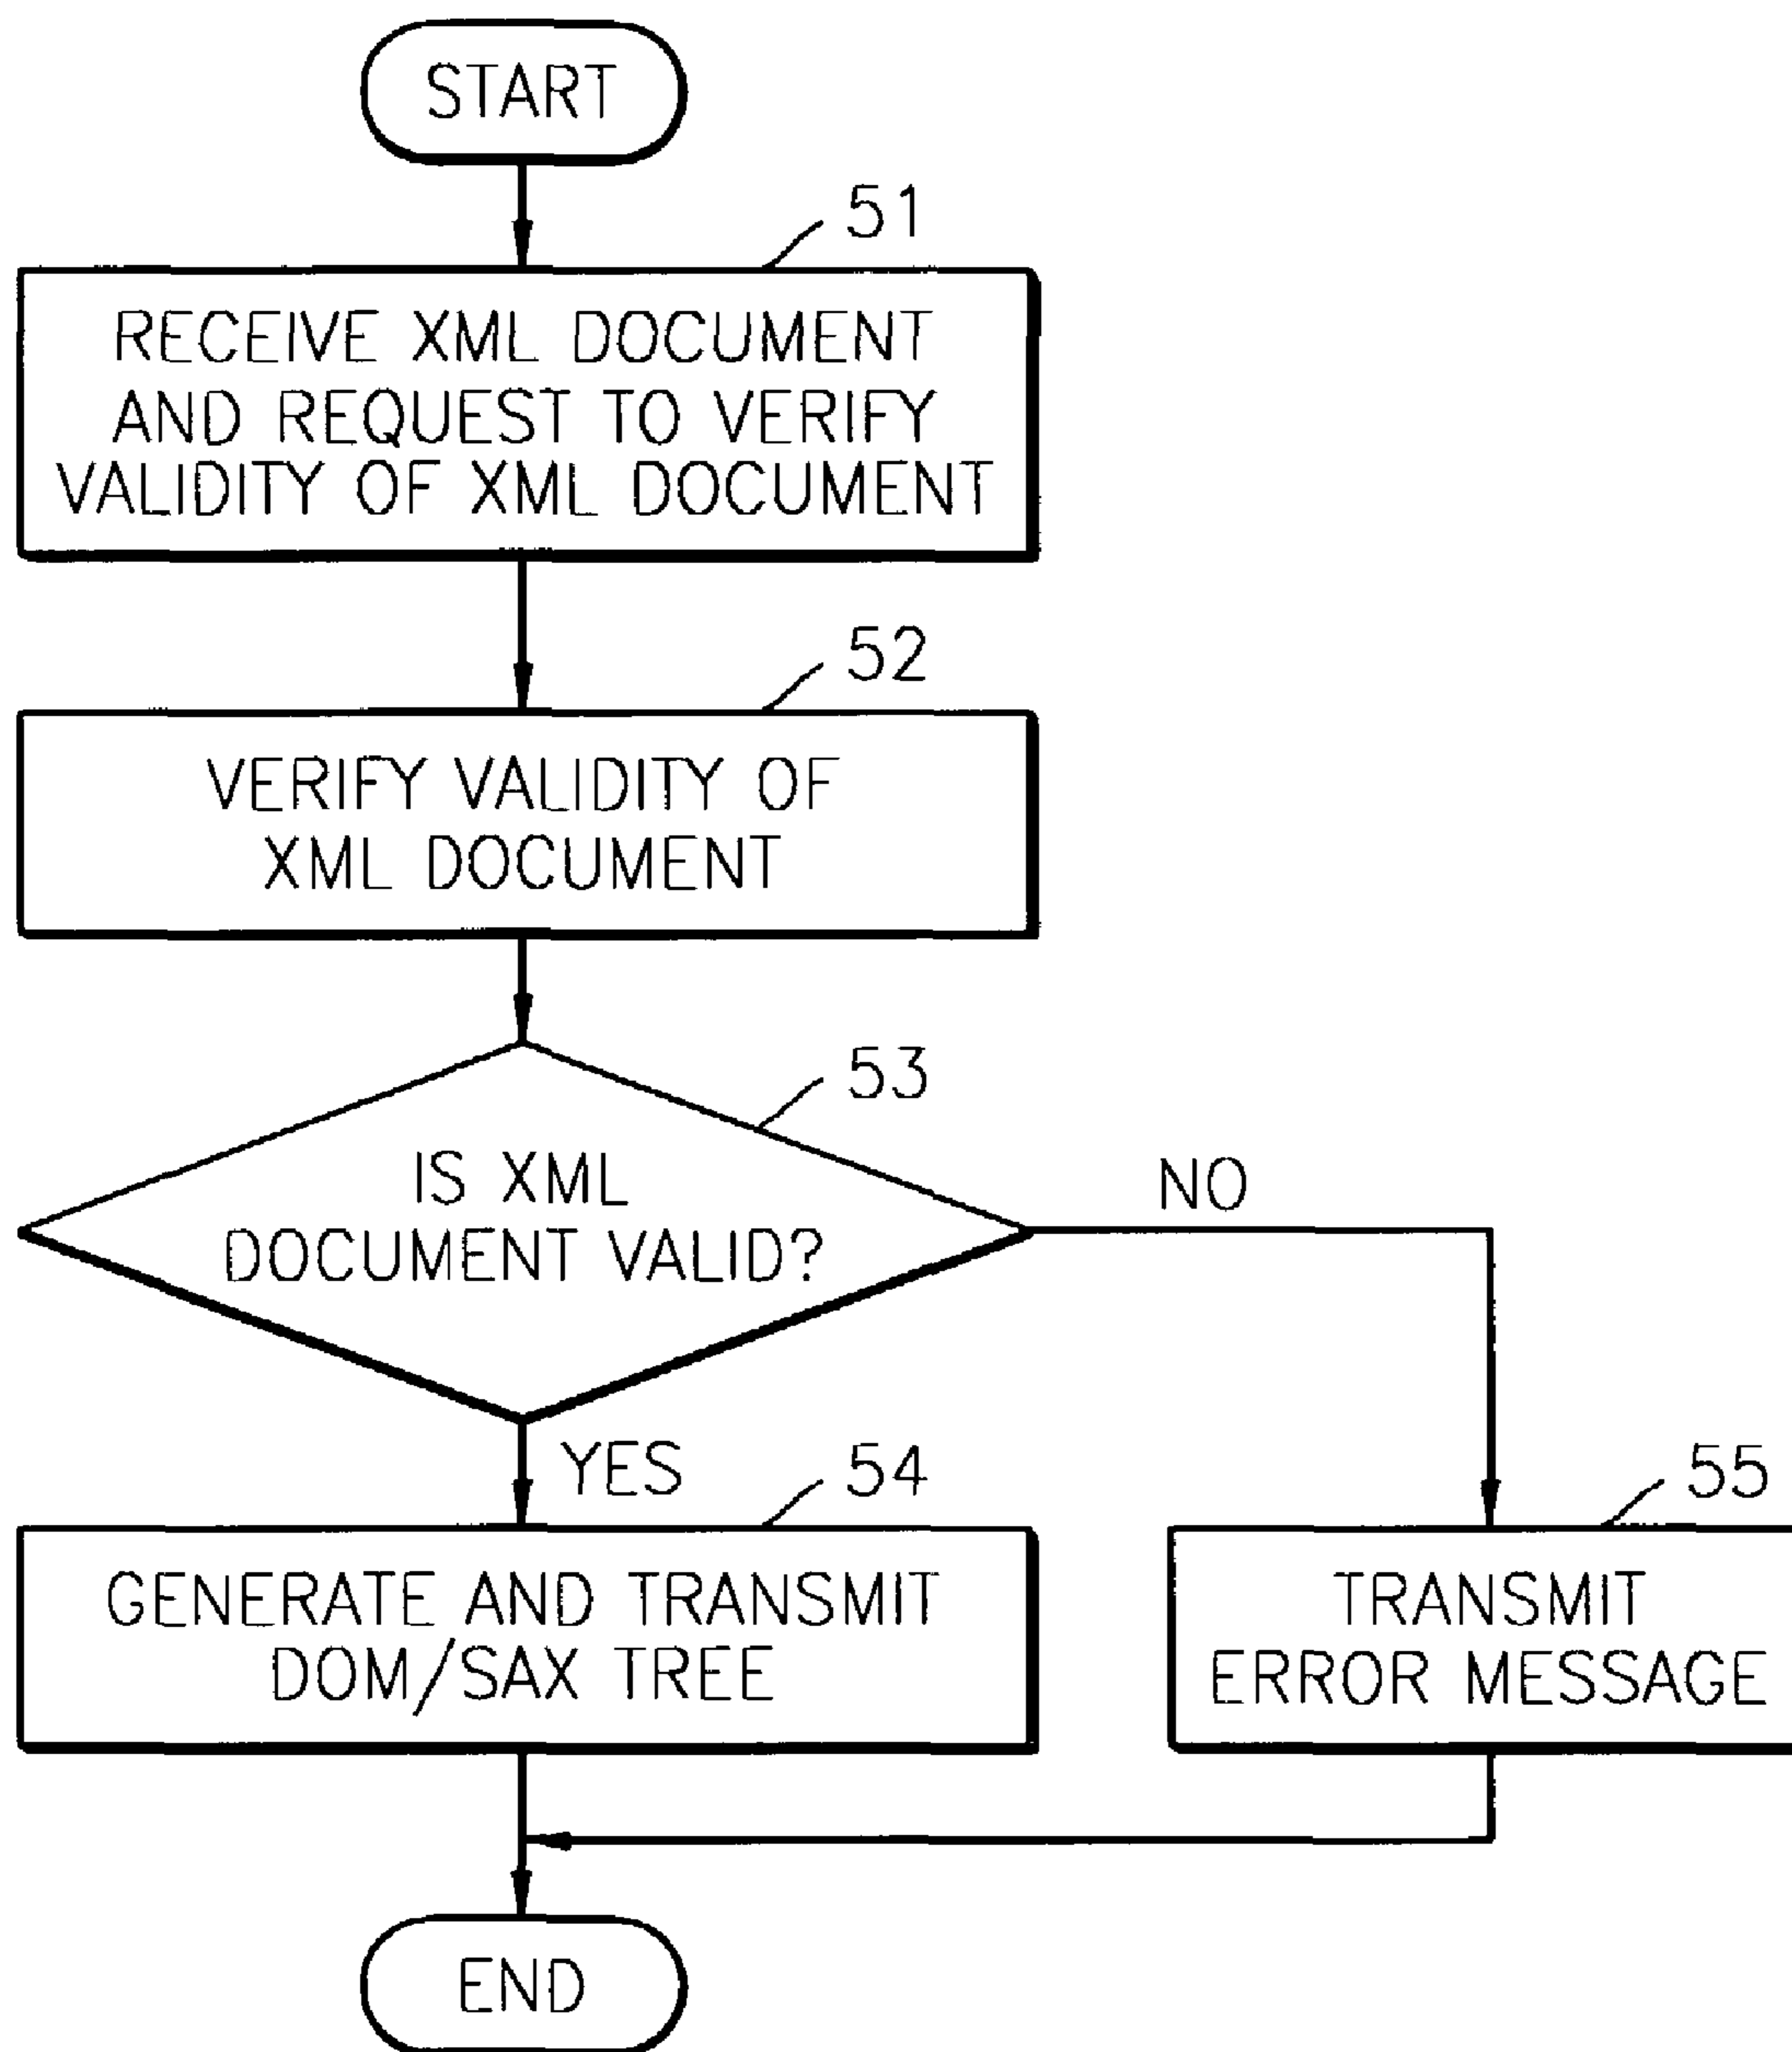 START
51
RECEIVE XML DOCUMENT
AND REQUEST TO VERIFY
VALIDITY OF XML DOCUMENT
52
VERIFY VALIDITY OF
XML DOCUMENT
53
IS XML
DOCUMENT VALID?
NO
YES
54
GENERATE AND TRANSMIT
DOM/SAX TREE
55
TRANSMIT
ERROR MESSAGE
END